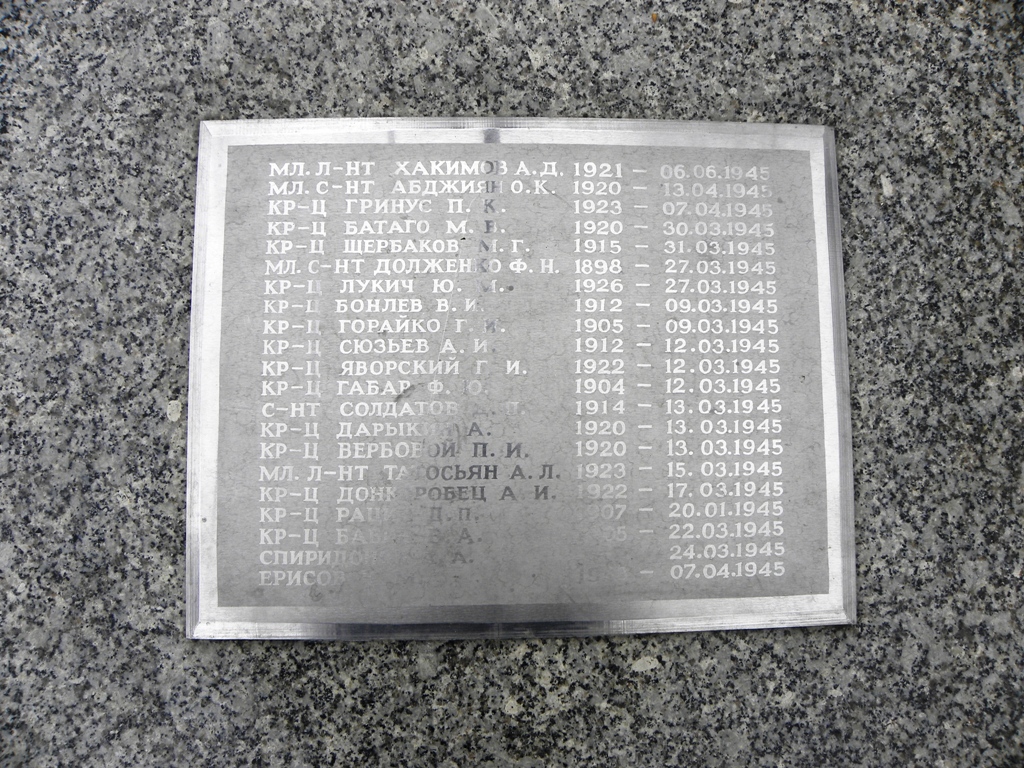 МЛ. Л-НТ ХАКИМОВ А.Д. 1921 – 06.06.1945
МЛ. С-НТ АБДЖИЯН О.К. 1920 – 13.04.1945
КР-Ц ГРИНУС П. К. 1923 – 07.04.1945
КР-Ц БАТАГО М. В. 1920 – 30.03.1945
КР-Ц ЩЕРБАКОВ М. Г. 1915 – 31.03.1945
МЛ. С-НТ ДОЛЖЕНКО Ф. Н. 1898 – 27.03.1945
КР-Ц ЛУКИЧ Ю. 1926 – 27.03.1945
КР-Ц БОНЛЕВ В. И. 1912 – 09.03.1945
КР-Ц ГОРАЙКО Г. И. 1905 – 09.03.1945
КР-Ц СЮЗЬЕВ А. И. 1912 – 12.03.1945
КР-Ц ЯВОРСКИЙ Г. И. 1922 – 12.03.1945
КР-Ц ГАБАР Ф. Ю. 1904 – 12.03.1945
С-НТ СОЛДАТОВ 1914 – 13.03.1945
КР-Ц ДАРЫКИН А. 1920 – 13.03.1945
КР-Ц ВЕРБОВОЙ П. И. 1920 – 13.03.1945
МЛ. Л-НТ ТАТОСЬЯН А. Л. 1923 – 15.03.1945
КР-Ц А. И. 1922 – 17.03.1945
КР-Ц Д.П. – 20.01.1945
КР-Ц А. – 22.03.1945
А. 24.03.1945
– 07.04.1945